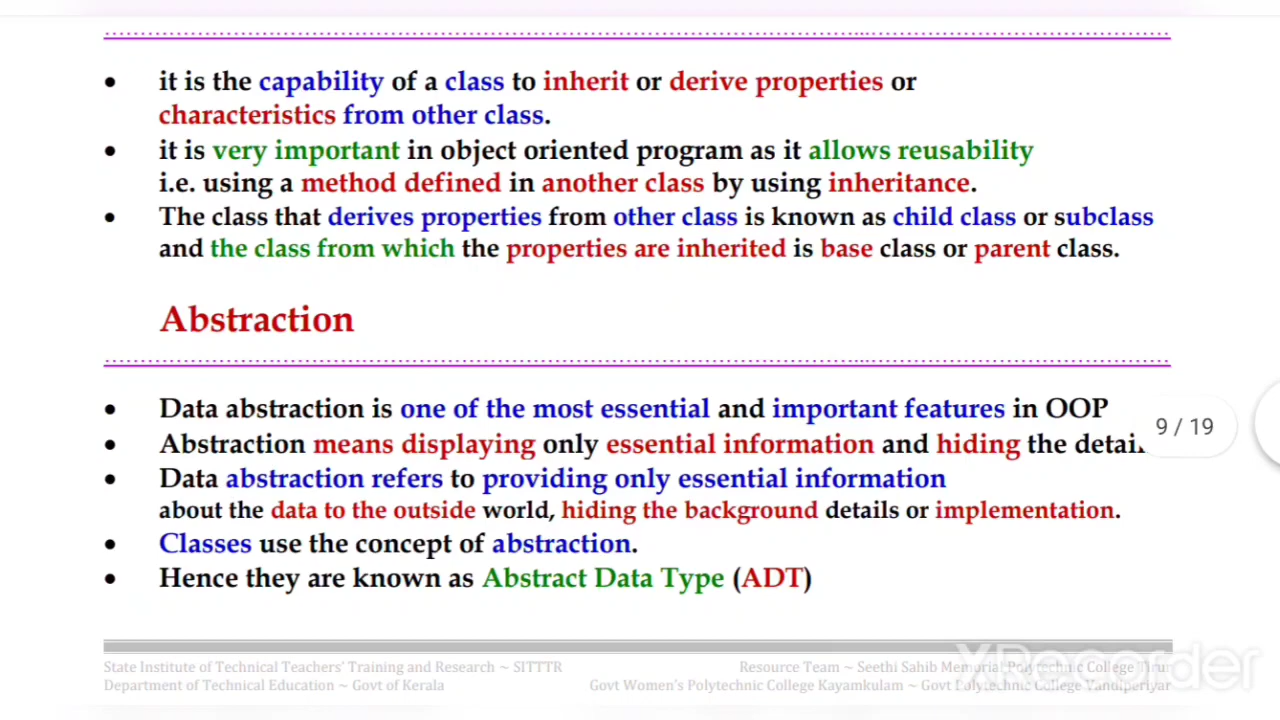 • it is the capability of a class to inherit or derive properties or
characteristics from other class.
• it is very important in object oriented program as it allows reusability
i.e. using a method defined in another class by using inheritance.
• The class that derives properties from other class is known as child class or subclass
and the class from which the properties are inherited is base class or parent class.
Abstraction
• Data abstraction is one of the most essential and important features in OOP
9 / 19
• Abstraction means displaying only essential information and hiding the detail
• Data abstraction refers to providing only essential information
about the data to the outside world, hiding the background details or implementation.
• Classes use the concept of abstraction.
• Hence they are known as Abstract Data Type (ADT)
State Institute of Technical Teachers' Training and Research ~ SITTTR
Resource Team ~ Seethi Sahib Memorial Polytechnic College Tirur
Department of Technical Education ~ Govt of Kerala
Govt Women's Polytechnic College Kayamkulam ~ Govt Polytechnic College Vandiperiyar
XRecorder